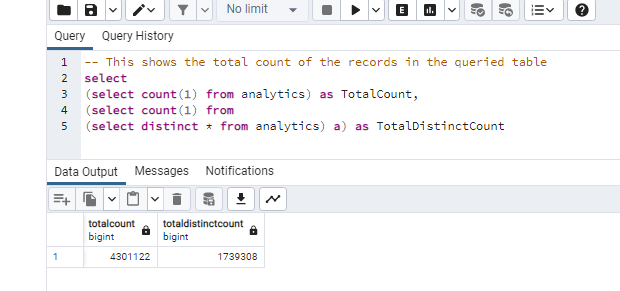 No limit
E
Query Query History
1 -- This shows the total count of the records in the queried table
2 select
3 (select count(1) from analytics) as TotalCount,
4 (select count(1) from
5 (select distinct * from analytics) a) as TotalDistinctCount
Data Output Messages Notifications
totalcount totaldistinctcount
bigint bigint
1 4301122 1739308